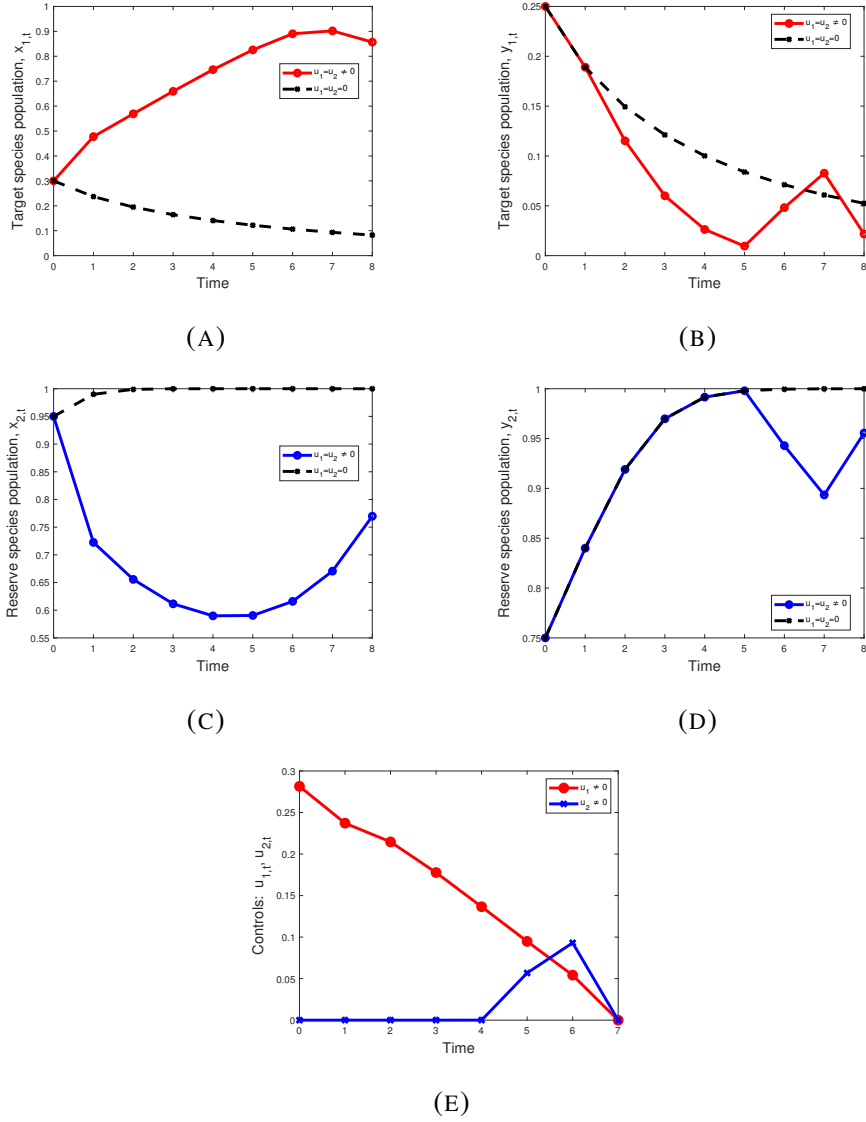 Target species population, x1,t
1
0.9
0.8
0.7
0.6
0.5
0.4
0.3
0.2
0.1
0
0 1 2 3 4 5 6 7 8
Time
u1=u2 ≠ 0
u1=u2=0
(A)
Target species population, y1,t
0.25
0.2
0.15
0.1
0.05
0
0 1 2 3 4 5 6 7 8
Time
u1=u2 ≠ 0
u1=u2=0
(B)
Reserve species population, x2,t
1
0.95
0.9
0.85
0.8
0.75
0.7
0.65
0.6
0.55
0 1 2 3 4 5 6 7 8
Time
u1=u2 ≠ 0
u1=u2=0
(C)
Reserve species population, y2,t
1
0.95
0.9
0.85
0.8
0.75
0 1 2 3 4 5 6 7 8
Time
u1=u2 ≠ 0
u1=u2=0
(D)
Controls: u1,t, u2,t
0.3
0.25
0.2
0.15
0.1
0.05
0
0 1 2 3 4 5 6 7
Time
u1 ≠ 0
u2 ≠ 0
(E)